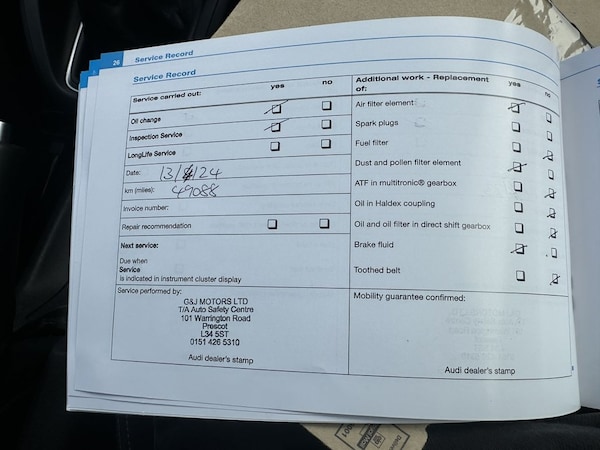 26 Service Record
Service Record
Service carried out: yes no
Oil change
Inspection Service
LongLife Service
Date: 13/8/24
km (miles): 49088
Invoice number:
Repair recommendation
Next service:
Due when
Service
is indicated in instrument cluster display
Service performed by:
G&J MOTORS LTD
T/A Auto Safety Centre
101 Warrington Road
Prescot
L34 5ST
0151 426 5310
Audi dealer's stamp
Additional work - Replacement yes no
of:
Air filter element
Spark plugs
Fuel filter
Dust and pollen filter element
ATF in multitronic® gearbox
Oil in Haldex coupling
Oil and oil filter in direct shift gearbox
Brake fluid
Toothed belt
Mobility guarantee confirmed:
Audi dealer's stamp